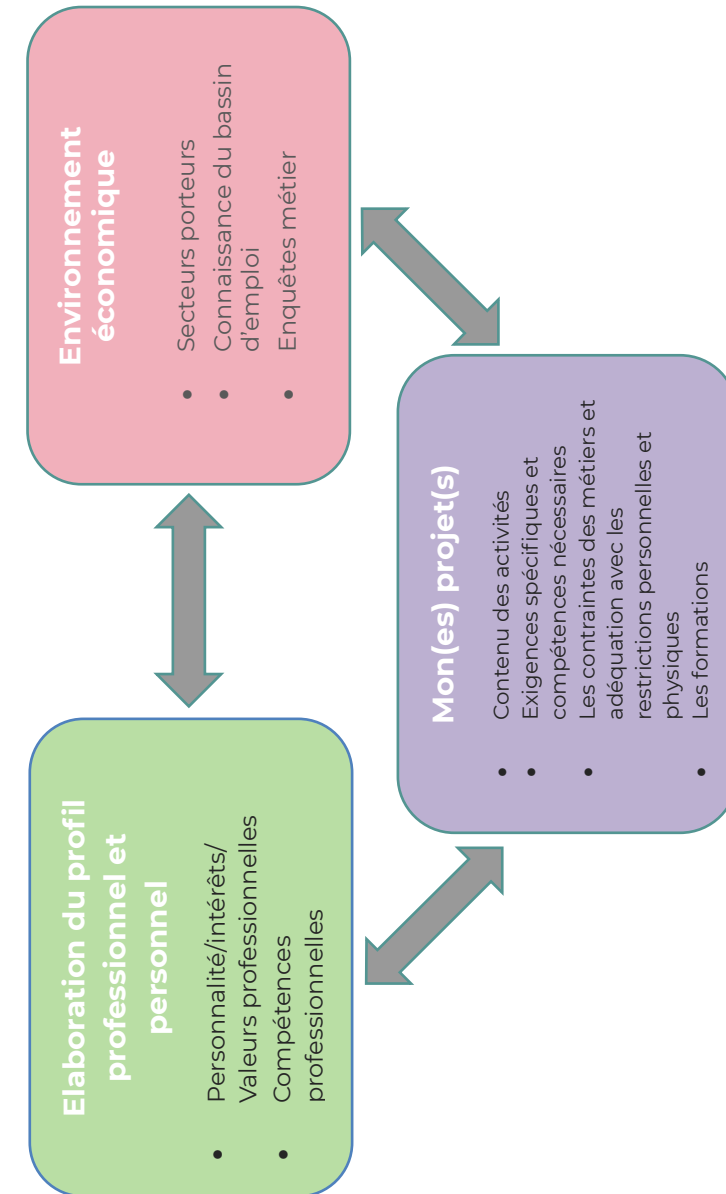 Elaboration du profil
professionnel et
personnel
• Personnalité/intérêts/
Valeurs professionnelles
• Compétences
professionnelles
Environnement
économique
• Secteurs porteurs
• Connaissance du bassin
d'emploi
• Enquêtes métier
Mon(es) projet(s)
• Contenu des activités
• Exigences spécifiques et
compétences nécessaires
• Les contraintes des métiers et
adéquation avec les
restrictions personnelles et
physiques
• Les formations